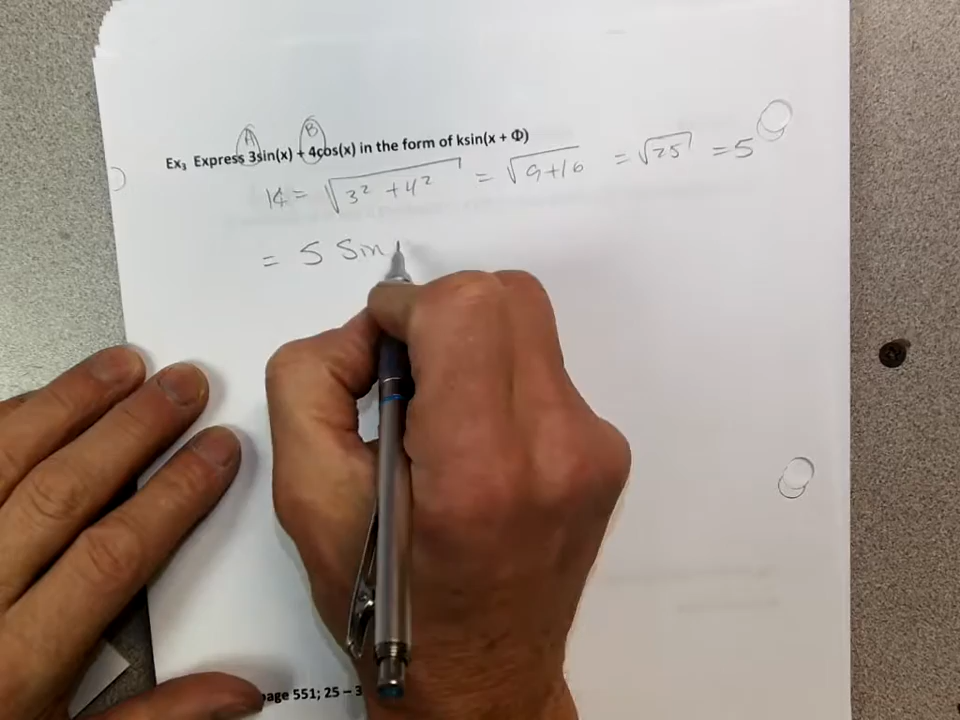 A B
Ex3 Express 3sin(x) + 4cos(x) in the form of ksin(x + Φ)
K = √3² + 4² = √9+16 = √25 = 5
= 5 Sin
page 551; 25 – 3